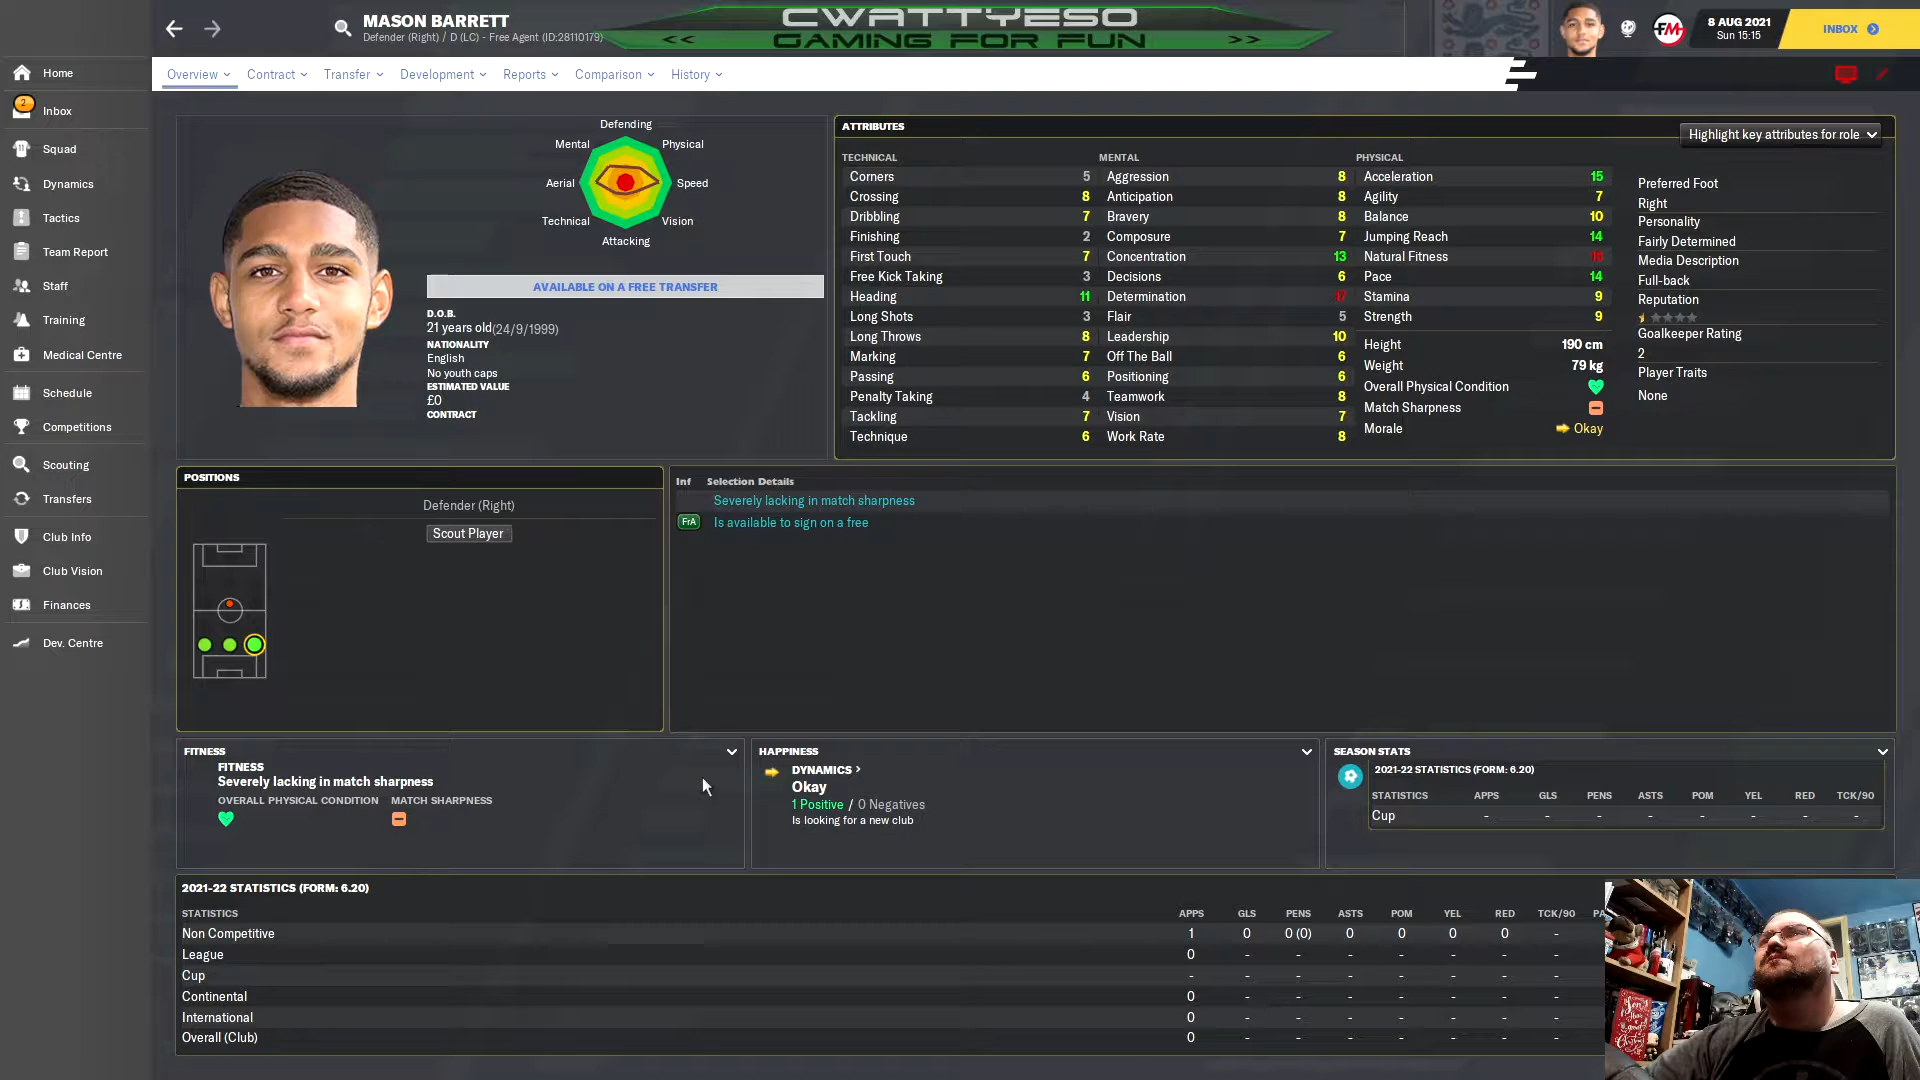 MASON BARRETT
Defender (Right) / D (LC) - Free Agent (ID:28110179)
CWATTYESO
<< GAMING FOR FUN >>
FM
8 AUG 2021
Sun 15:15
INBOX
Home
2
Inbox
Squad
Dynamics
Tactics
Team Report
Staff
Training
Medical Centre
Schedule
Competitions
Scouting
Transfers
Club Info
Club Vision
Finances
Dev. Centre
Overview Contract Transfer Development Reports Comparison History
Defending
Mental Physical
Aerial Speed
Technical Vision
Attacking
AVAILABLE ON A FREE TRANSFER
D.O.B.
21 years old(24/9/1999)
NATIONALITY
English
No youth caps
ESTIMATED VALUE
£0
CONTRACT
ATTRIBUTES
Highlight key attributes for role
TECHNICAL MENTAL PHYSICAL
Corners 5 Aggression 8 Acceleration 15
Crossing 8 Anticipation 8 Agility 7
Dribbling 7 Bravery 8 Balance 10
Finishing 2 Composure 7 Jumping Reach 14
First Touch 7 Concentration 13 Natural Fitness
Free Kick Taking 3 Decisions 6 Pace 14
Heading 11 Determination 17 Stamina 9
Long Shots 3 Flair 5 Strength 9
Long Throws 8 Leadership 10
Marking 7 Off The Ball 6
Passing 6 Positioning 6
Penalty Taking 4 Teamwork 8
Tackling 7 Vision 7
Technique 6 Work Rate 8
Height 190 cm
Weight 79 kg
Overall Physical Condition
Match Sharpness
Morale Okay
Preferred Foot
Right
Personality
Fairly Determined
Media Description
Full-back
Reputation
Goalkeeper Rating
2
Player Traits
None
POSITIONS
Defender (Right)
Scout Player
Inf Selection Details
Severely lacking in match sharpness
FrA Is available to sign on a free
FITNESS
FITNESS
Severely lacking in match sharpness
OVERALL PHYSICAL CONDITION MATCH SHARPNESS
HAPPINESS
DYNAMICS >
Okay
1 Positive / 0 Negatives
Is looking for a new club
SEASON STATS
2021-22 STATISTICS (FORM: 6.20)
STATISTICS APPS GLS PENS ASTS POM YEL RED TCK/90
Cup - - - - - - - -
2021-22 STATISTICS (FORM: 6.20)
STATISTICS APPS GLS PENS ASTS POM YEL RED TCK/90 PA
Non Competitive 1 0 0 (0) 0 0 0 0 -
League 0 - - - - - - -
Cup - - - - - - - -
Continental 0 - - - - - - -
International 0 - - - - - - -
Overall (Club) 0 - - - - - - -